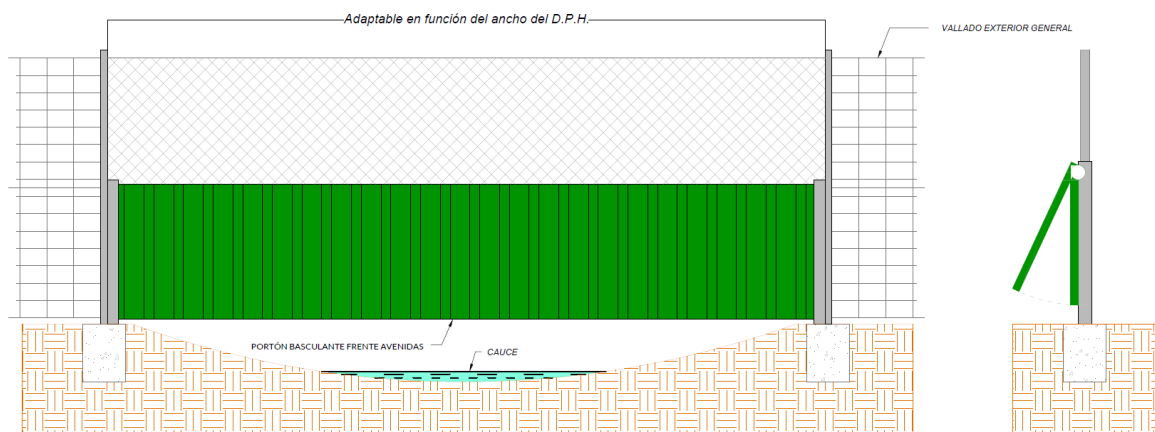 Adaptable en función del ancho del D.P.H.
VALLADO EXTERIOR GENERAL
PORTÓN BASCULANTE FRENTE AVENIDAS
CAUCE